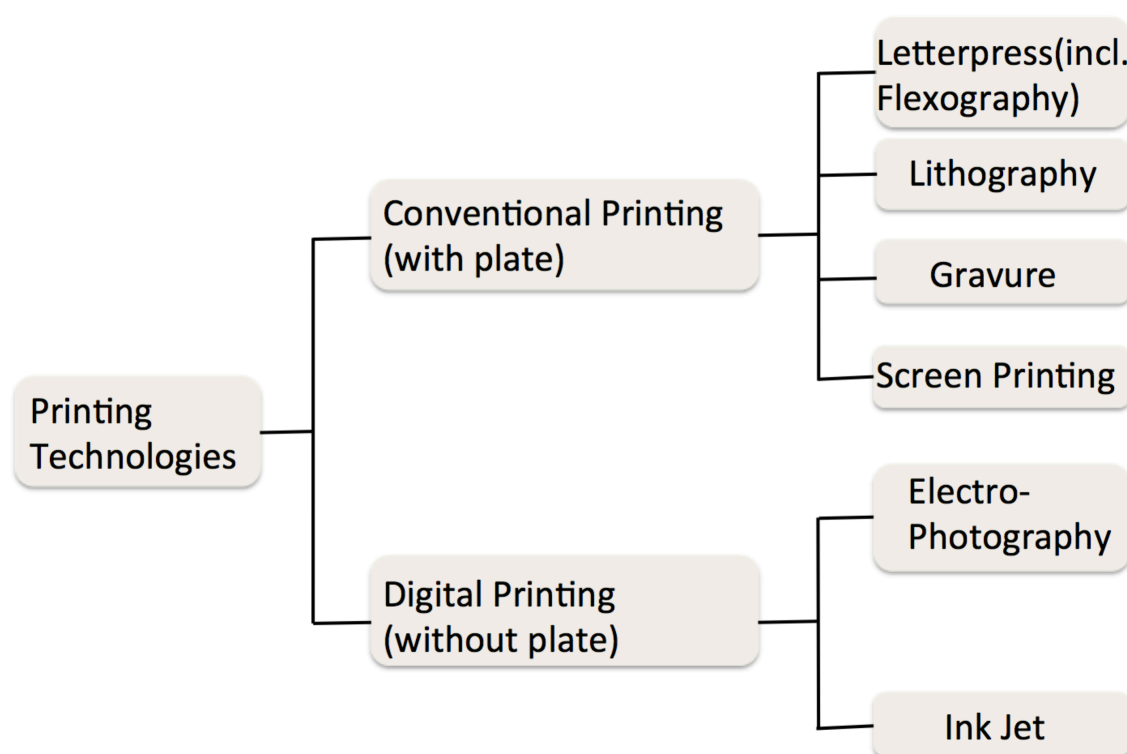 Letterpress(incl.
Flexography)
Lithography
Conventional Printing
(with plate)
Gravure
Screen Printing
Printing
Technologies
Electro-
Photography
Digital Printing
(without plate)
Ink Jet